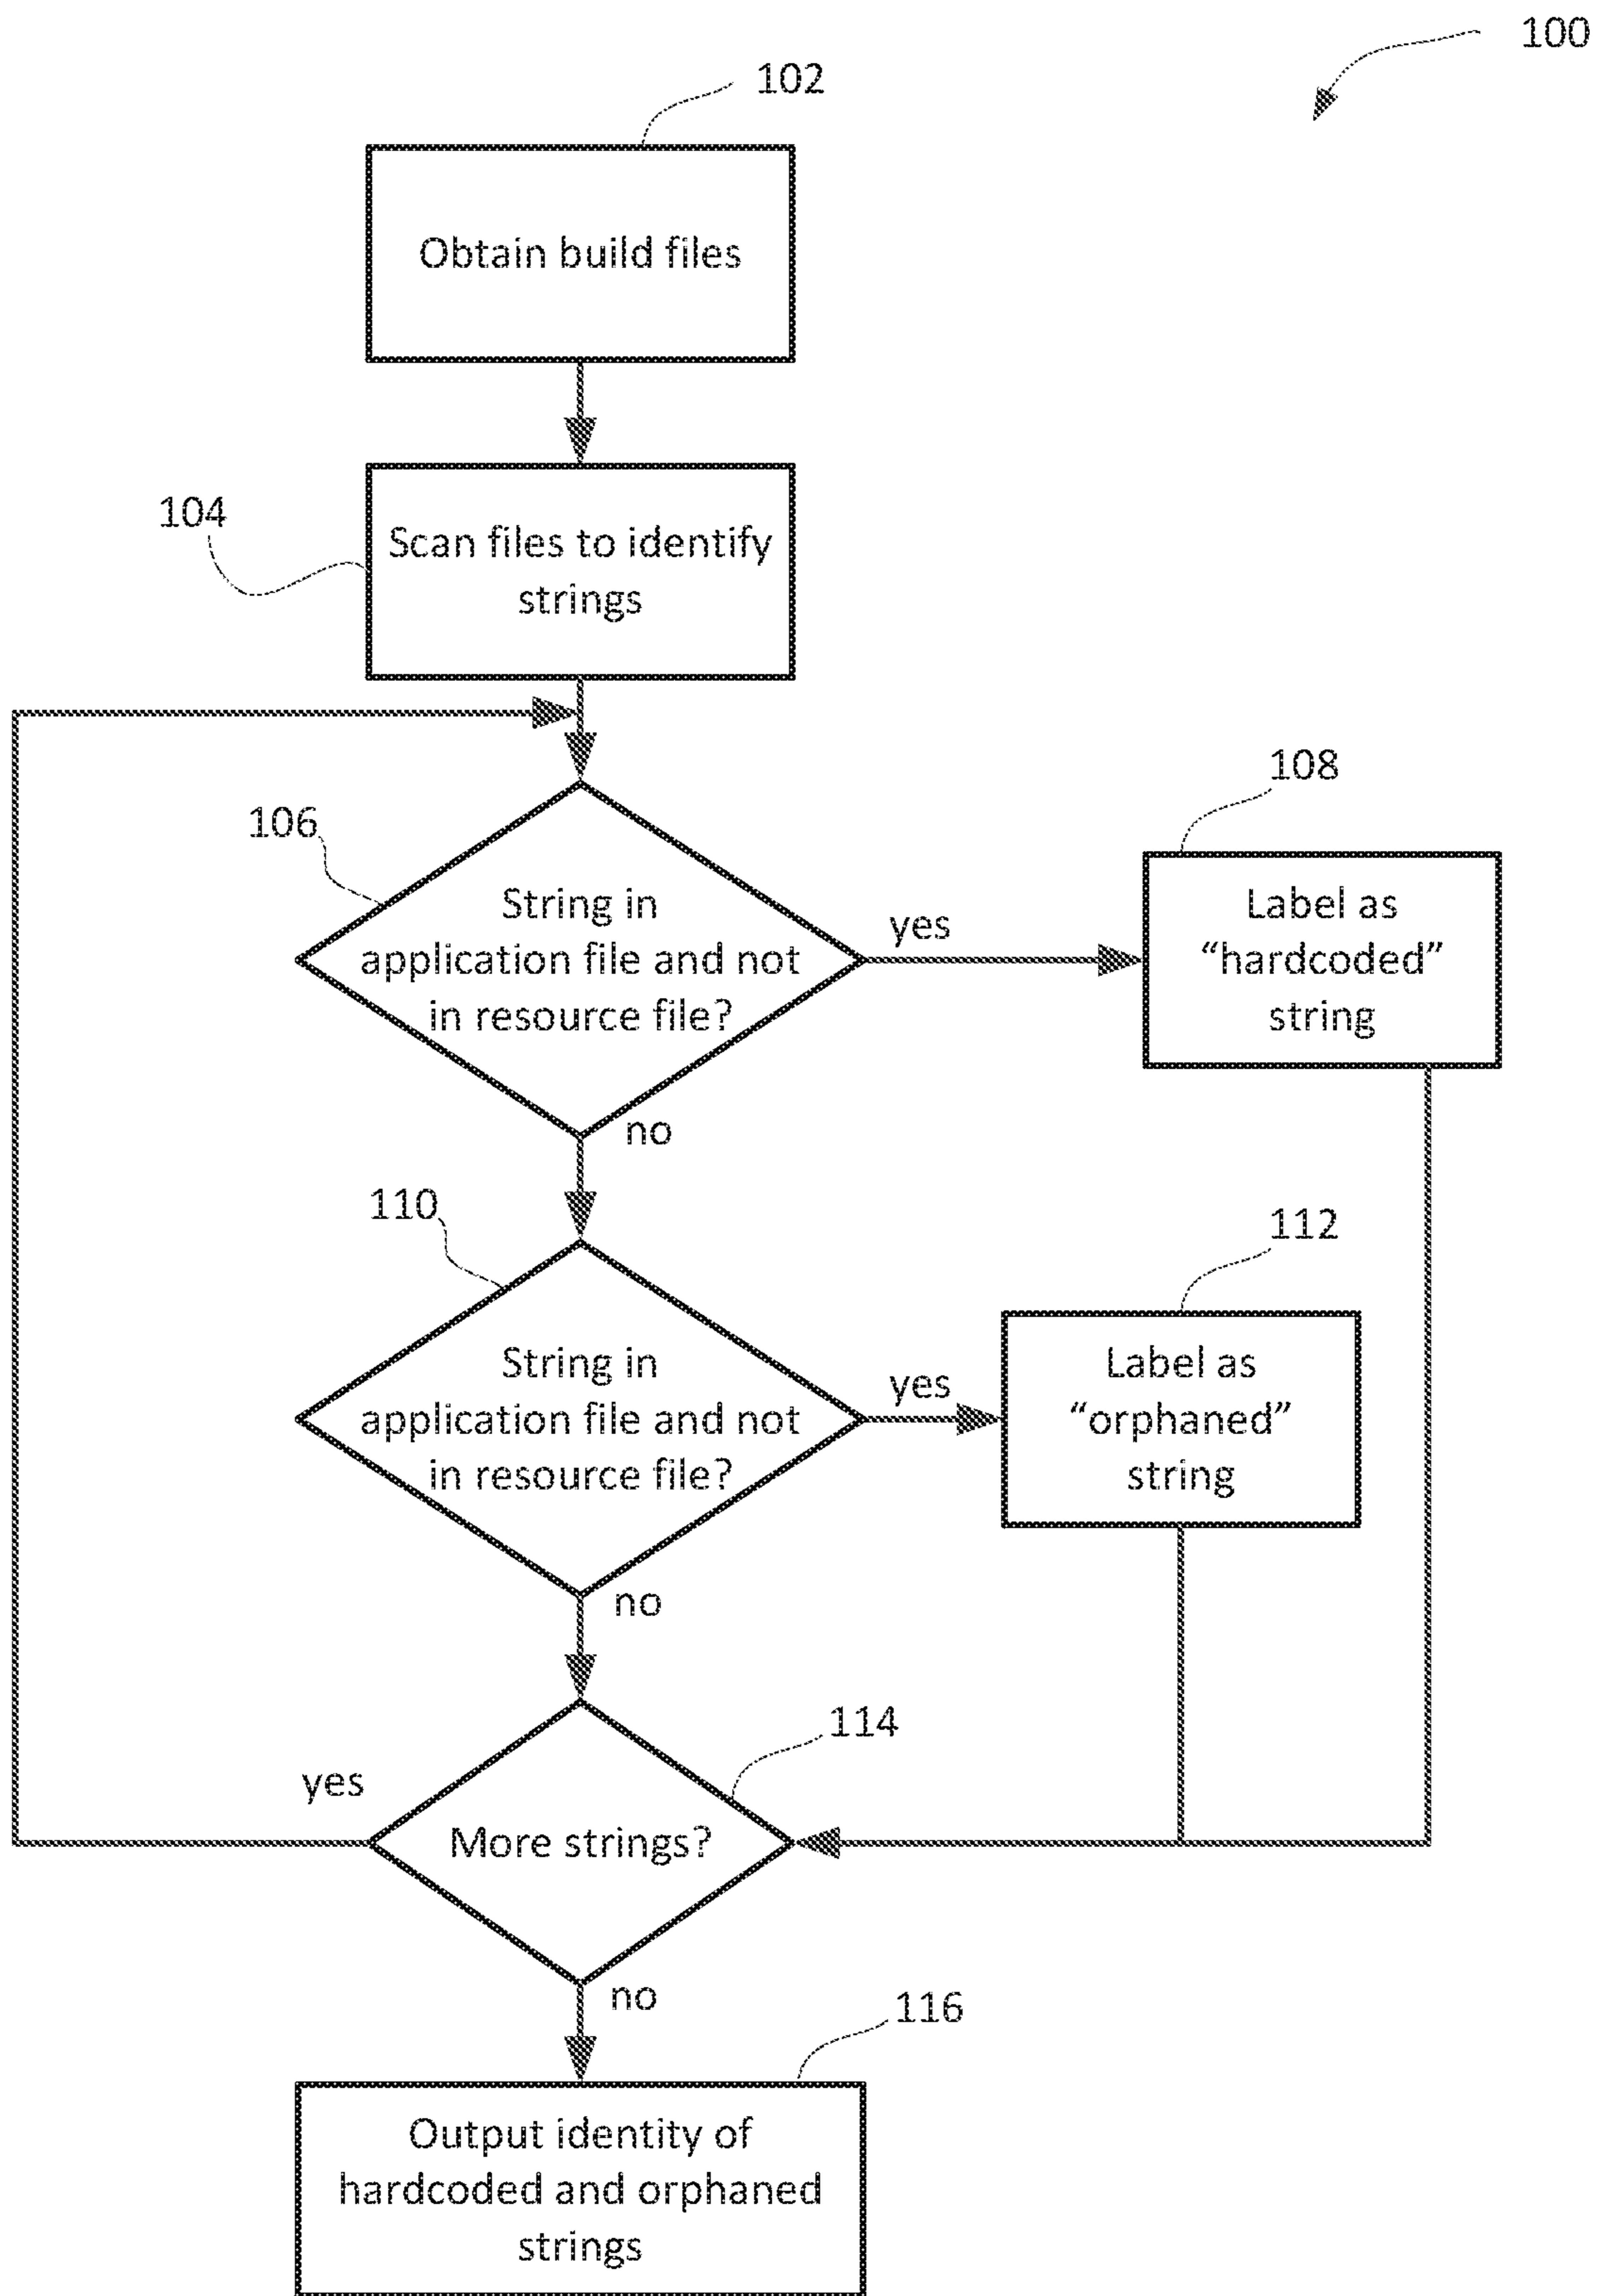 100
102
Obtain build files
104
Scan files to identify
strings
106
String in
application file and not
in resource file?
yes
108
Label as
“hardcoded”
string
no
110
String in
application file and not
in resource file?
yes
112
Label as
“orphaned”
string
no
114
yes
More strings?
no
116
Output identity of
hardcoded and orphaned
strings